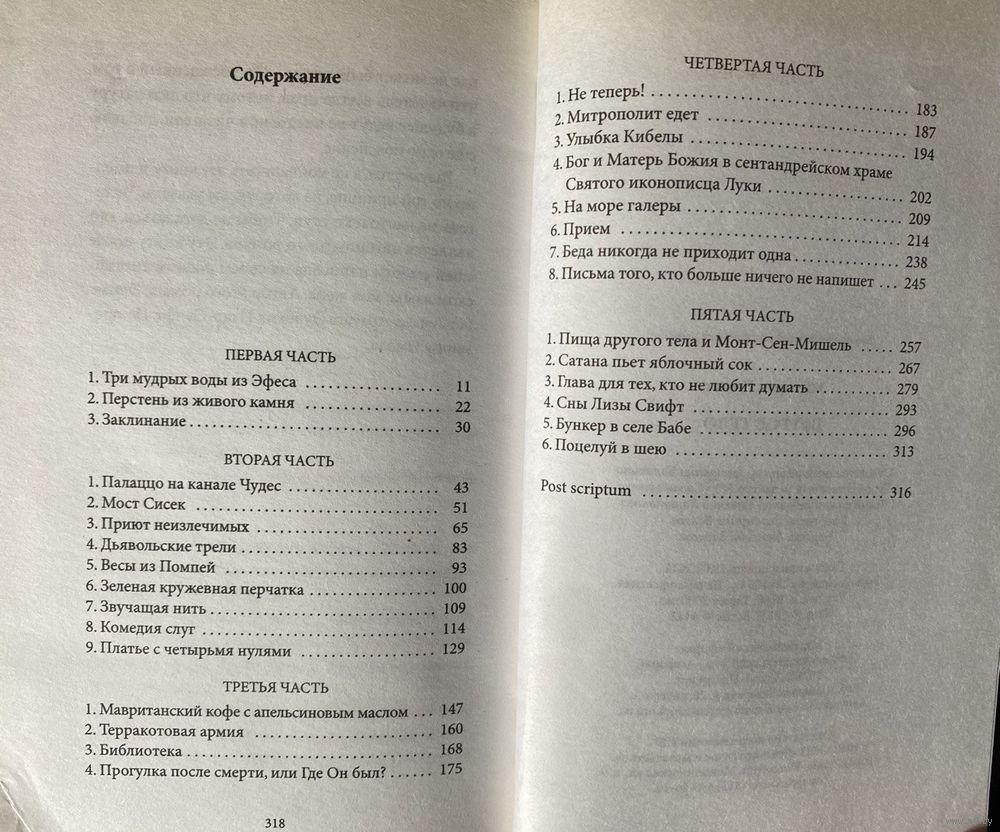 Содержание
ПЕРВАЯ ЧАСТЬ
1. Три мудрых воды из Эфеса 11
2. Перстень из живого камня 22
3. Заклинание 30
ВТОРАЯ ЧАСТЬ
1. Палаццо на канале Чудес 43
2. Мост Сисек 51
3. Приют неизлечимых 65
4. Дьявольские трели 83
5. Весы из Помпей 93
6. Зеленая кружевная перчатка 100
7. Звучащая нить 109
8. Комедия слуг 114
9. Платье с четырьмя нулями 129
ТРЕТЬЯ ЧАСТЬ
1. Мавританский кофе с апельсиновым маслом 147
2. Терракотовая армия 160
3. Библиотека 168
4. Прогулка после смерти, или Где Он был? 175
318
ЧЕТВЕРТАЯ ЧАСТЬ
1. Не теперь! 183
2. Митрополит едет 187
3. Улыбка Кибелы 194
4. Бог и Матерь Божия в сентандрейском храме
Святого иконописца Луки 202
5. На море галеры 209
6. Прием 214
7. Беда никогда не приходит одна 238
8. Письма того, кто больше ничего не напишет 245
ПЯТАЯ ЧАСТЬ
1. Пища другого тела и Монт-Сен-Мишель 257
2. Сатана пьет яблочный сок 267
3. Глава для тех, кто не любит думать 279
4. Сны Лизы Свифт 293
5. Бункер в селе Бабе 296
6. Поцелуй в шею 313
Post scriptum 316